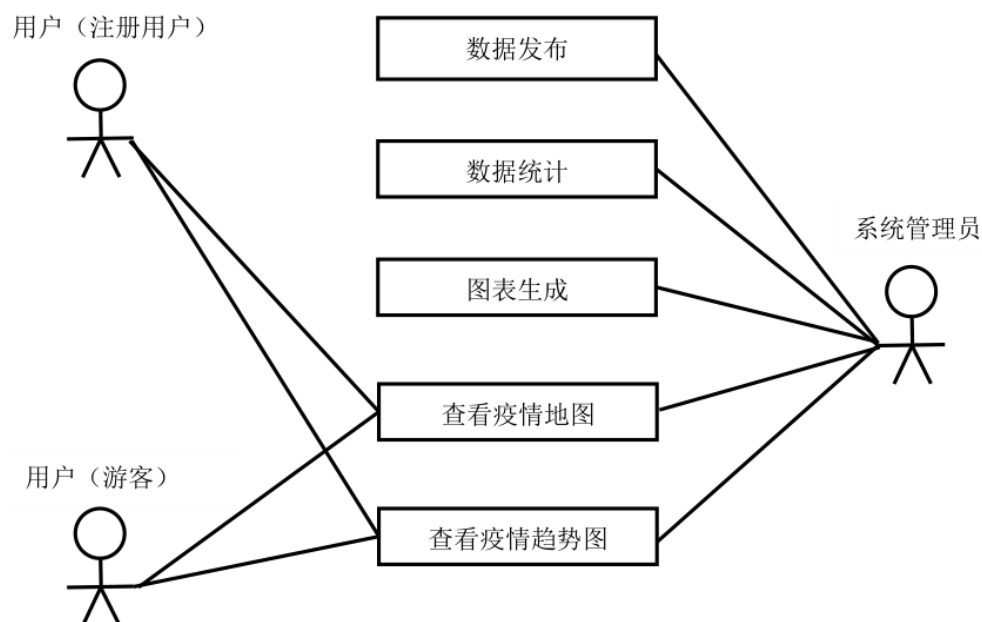 用户（注册用户）
数据发布
数据统计
系统管理员
图表生成
查看疫情地图
用户（游客）
查看疫情趋势图